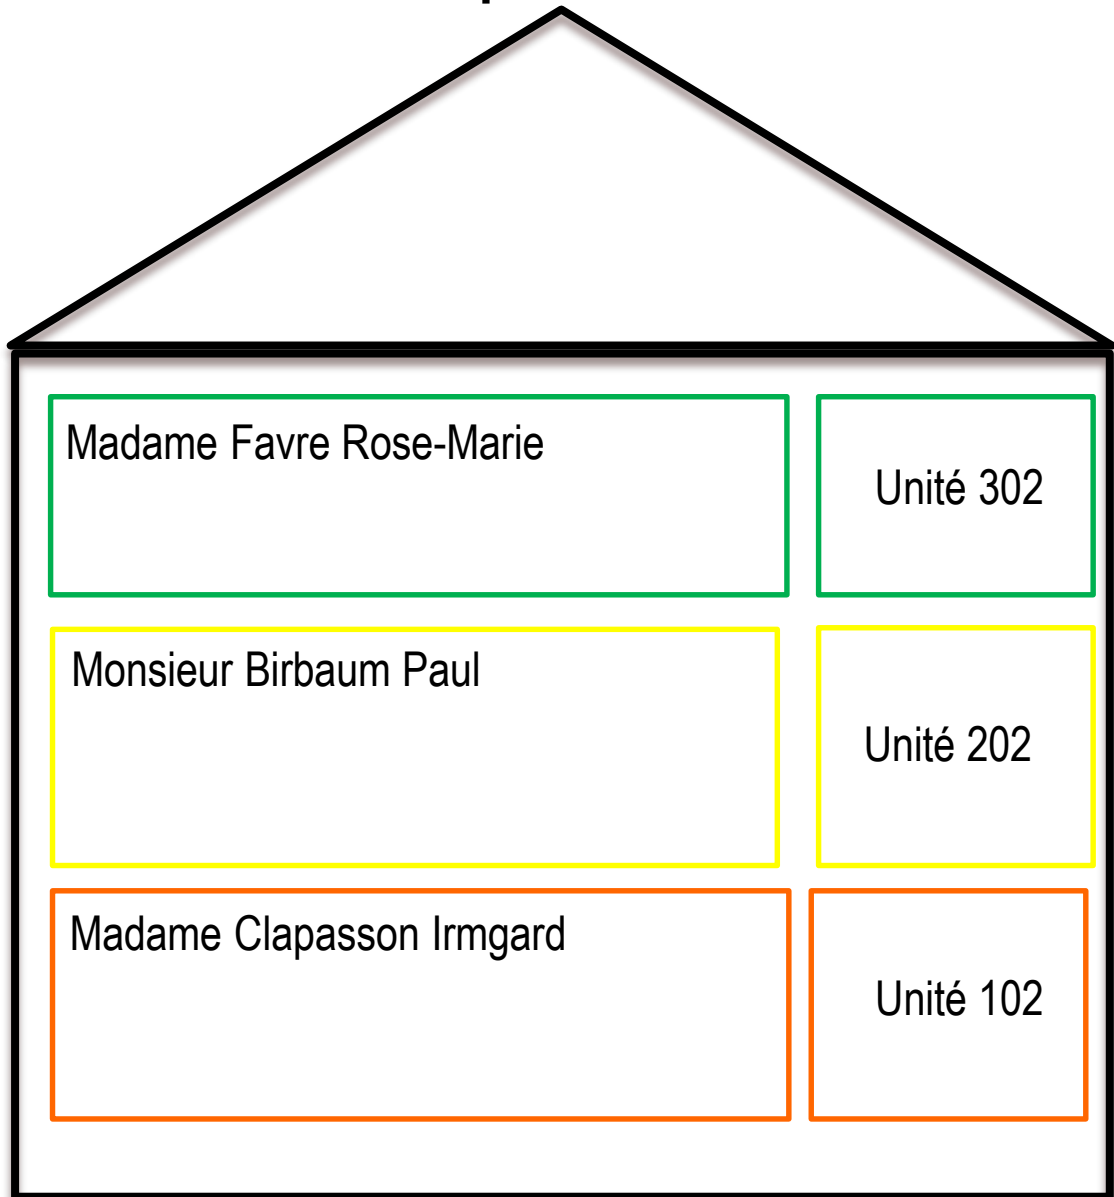 Madame Favre Rose-Marie
Unité 302
Monsieur Birbaum Paul
Unité 202
Madame Clapasson Irmgard
Unité 102